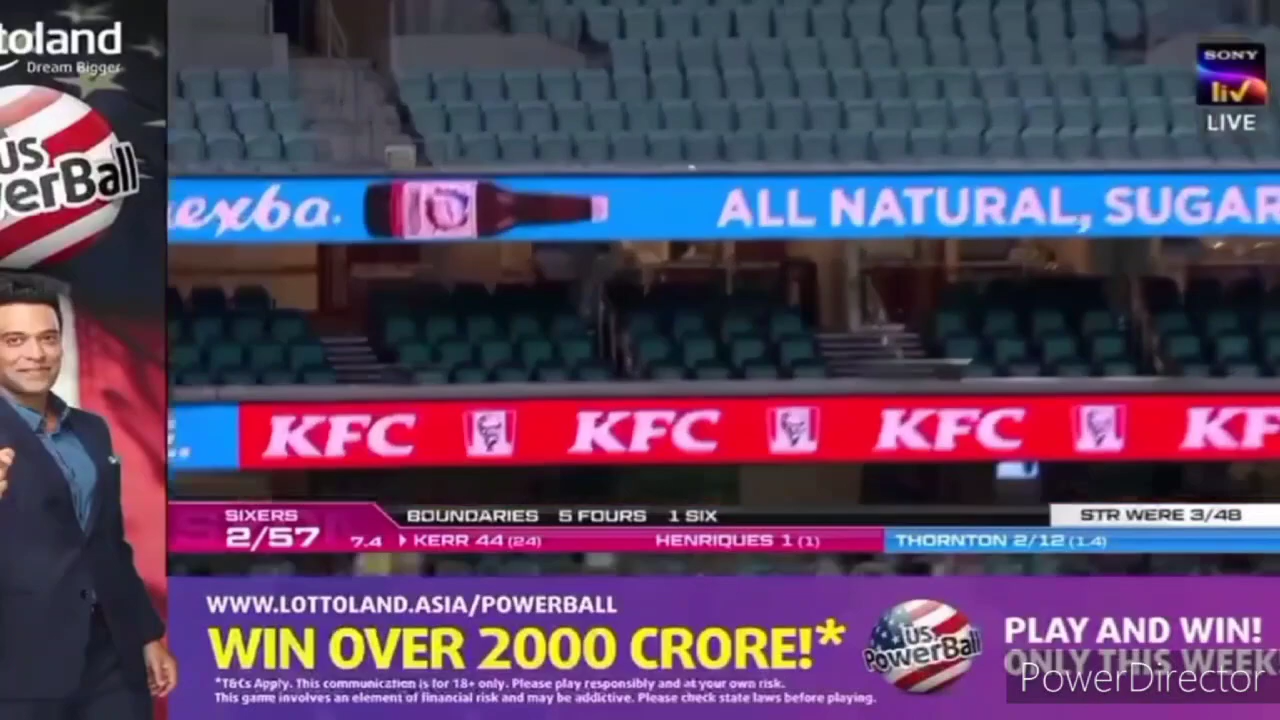 toland
Dream Bigger
US
werBall
SONY
liv
LIVE
exba.
ALL NATURAL, SUGAR
KFC KFC KFC KF
SIXERS
2/57 7.4
BOUNDARIES 5 FOURS 1 SIX
STR WERE 3/48
KERR 44 (24) HENRIQUES 1 (1) THORNTON 2/12 (1.4)
WWW.LOTTOLAND.ASIA/POWERBALL
WIN OVER 2000 CRORE!*
*T&Cs Apply. This communication is for 18+ only. Please play responsibly and at your own risk.
This game involves an element of financial risk and may be addictive. Please check state laws before playing.
US
PowerBall
PLAY AND WIN!
ONLY THIS WEEK
PowerDirector